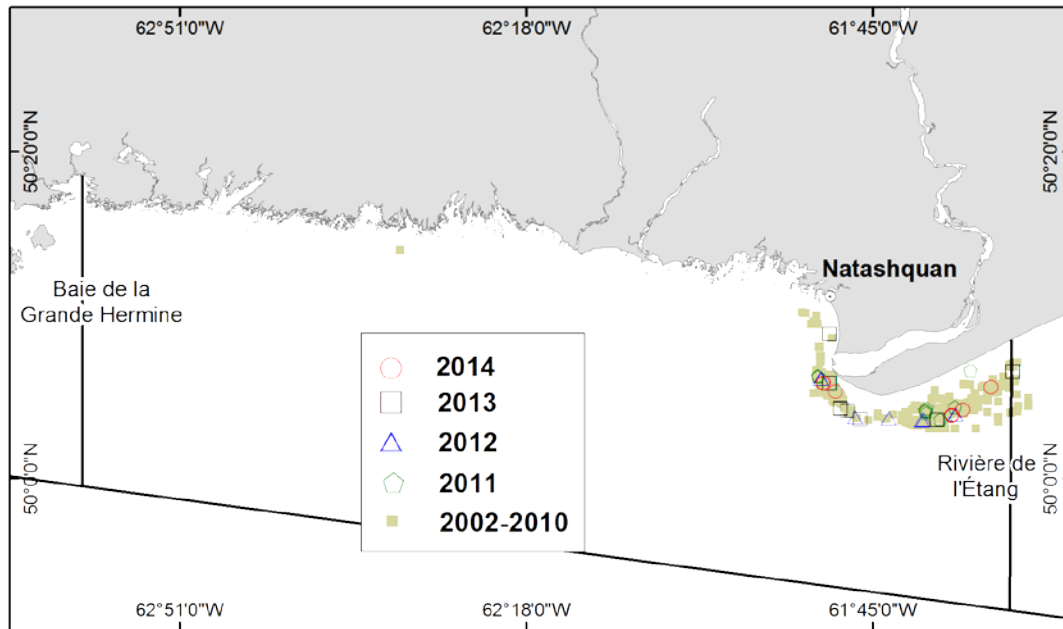 62°51'0"W
62°18'0"W
61°45'0"W
50°20'0"N
50°20'0"N
Natashquan
Baie de la
Grande Hermine
2014
2013
2012
2011
2002-2010
Rivière de
l'Étang
50°0'0"N
50°0'0"N
62°51'0"W
62°18'0"W
61°45'0"W